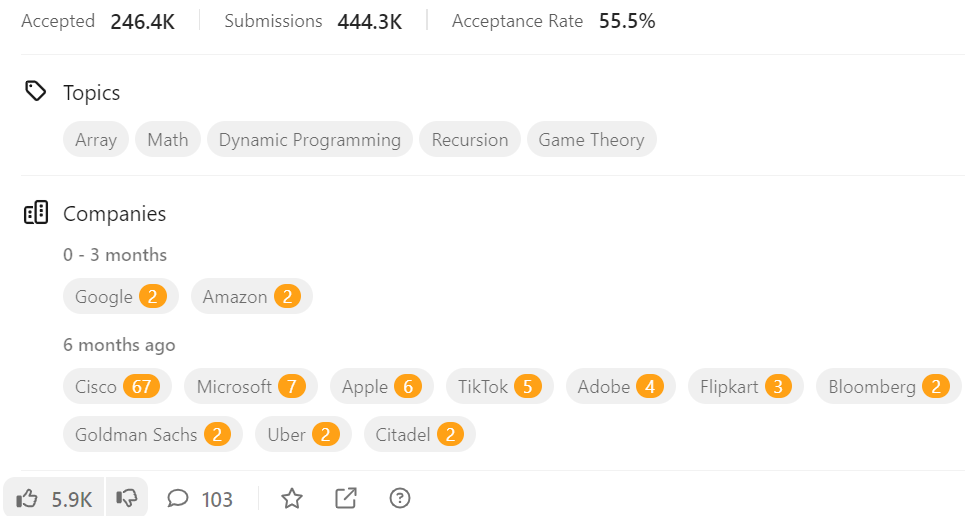 Accepted 246.4K Submissions 444.3K Acceptance Rate 55.5%
Topics
Array Math Dynamic Programming Recursion Game Theory
Companies
0 - 3 months
Google 2 Amazon 2
6 months ago
Cisco 67 Microsoft 7 Apple 6 TikTok 5 Adobe 4 Flipkart 3 Bloomberg 2
Goldman Sachs 2 Uber 2 Citadel 2
5.9K 103